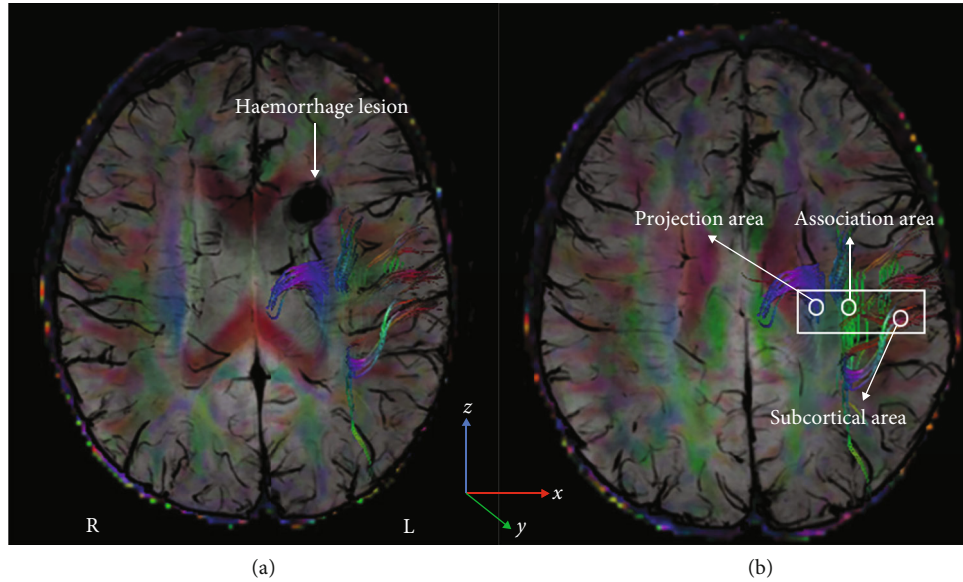 Haemorrhage lesion
Projection area
Association area
Subcortical area
z
x
y
R
L
(a)
(b)